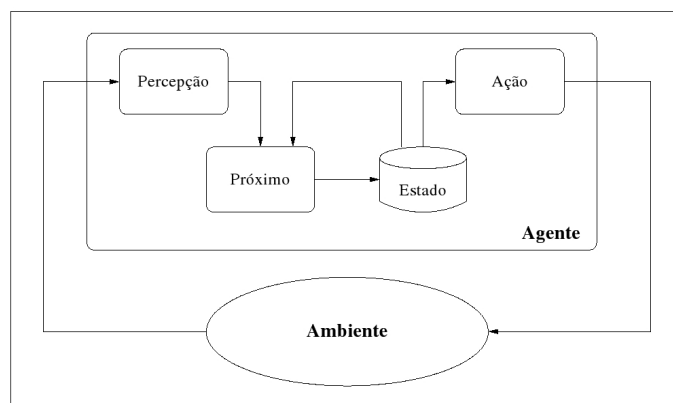 Percepção
Ação
Próximo
Estado
Agente
Ambiente